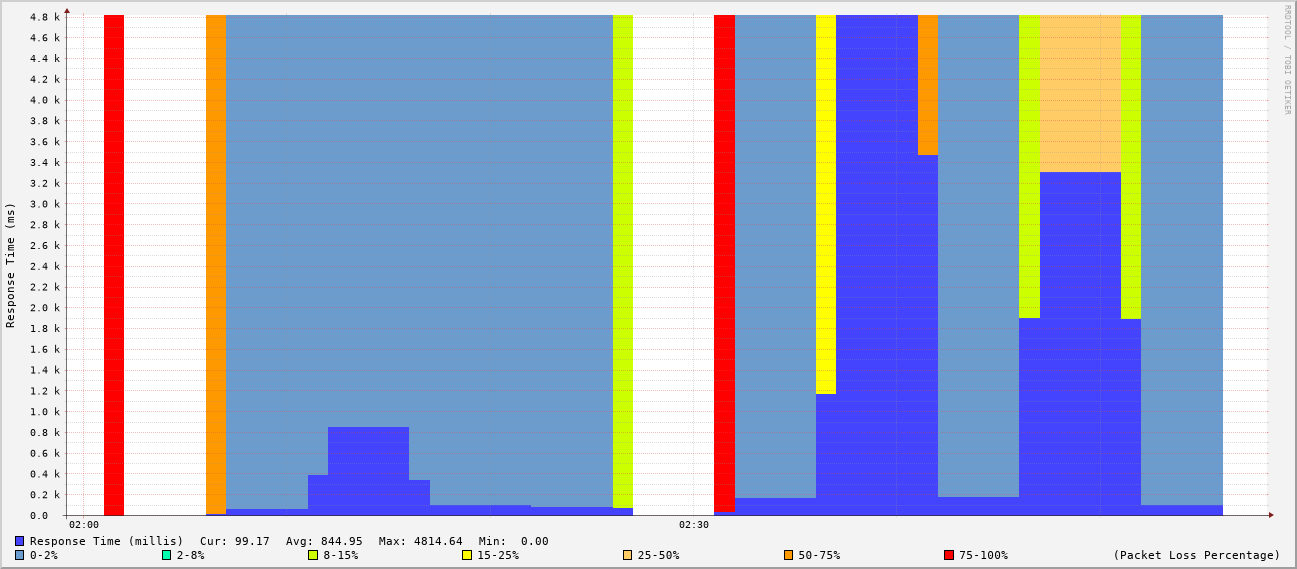 RRDTOOL / TOBI OETIKER
Response Time (ms)
4.8 k
4.6 k
4.4 k
4.2 k
4.0 k
3.8 k
3.6 k
3.4 k
3.2 k
3.0 k
2.8 k
2.6 k
2.4 k
2.2 k
2.0 k
1.8 k
1.6 k
1.4 k
1.2 k
1.0 k
0.8 k
0.6 k
0.4 k
0.2 k
0.0
02:00 02:30
Response Time (millis) Cur: 99.17 Avg: 844.95 Max: 4814.64 Min: 0.00
0-2% 2-8% 8-15% 15-25% 25-50% 50-75% 75-100% (Packet Loss Percentage)